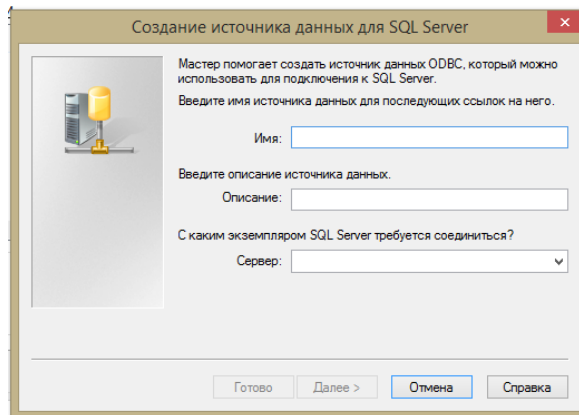 Создание источника данных для SQL Server
Мастер помогает создать источник данных ODBC, который можно
использовать для подключения к SQL Server.
Введите имя источника данных для последующих ссылок на него.
Имя:
Введите описание источника данных.
Описание:
С каким экземпляром SQL Server требуется соединиться?
Сервер:
Готово
Далее >
Отмена
Справка